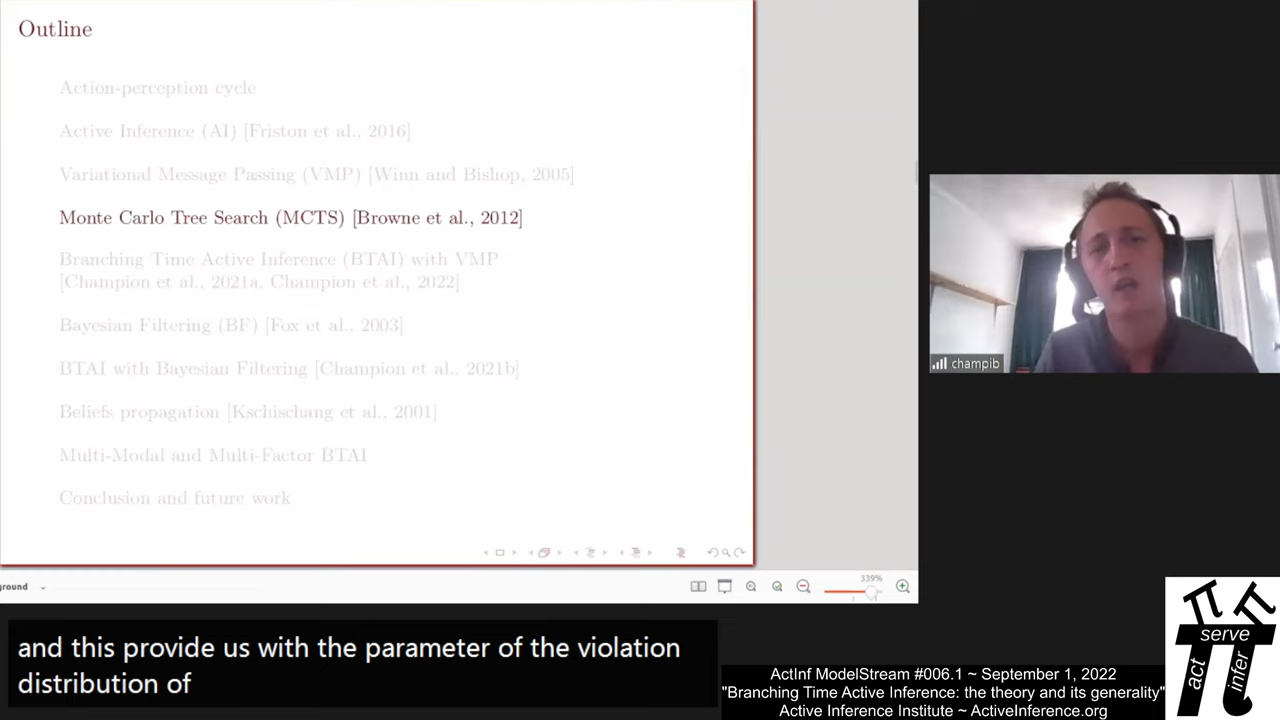 Outline
Action-perception cycle
Active Inference (AI) [Friston et al., 2016]
Variational Message Passing (VMP) [Winn and Bishop, 2005]
Monte Carlo Tree Search (MCTS) [Browne et al., 2012]
Branching Time Active Inference (BTAI) with VMP
[Champion et al., 2021a, Champion et al., 2022]
Bayesian Filtering (BF) [Fox et al., 2003]
BTAI with Bayesian Filtering [Champion et al., 2021b]
Beliefs propagation [Kschischang et al., 2001]
Multi-Modal and Multi-Factor BTAI
Conclusion and future work
ground
339%
champib
and this provide us with the parameter of the violation
distribution of
ActInf ModelStream #006.1 ~ September 1, 2022
"Branching Time Active Inference: the theory and its generality"
Active Inference Institute ~ ActiveInference.org
serve
act
infer